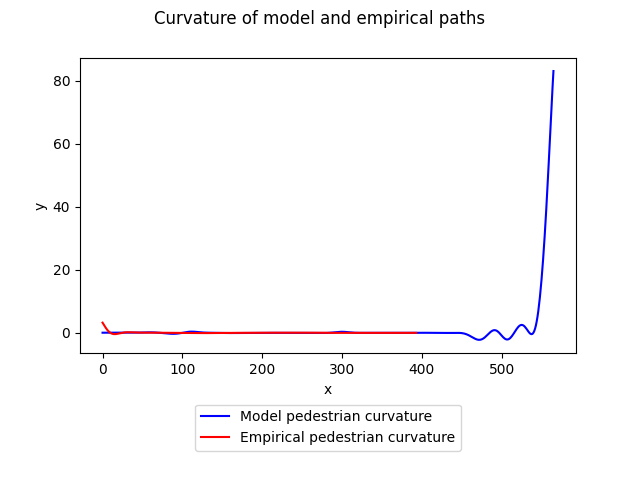 Curvature of model and empirical paths
80
60
40
20
0
y
0 100 200 300 400 500
x
Model pedestrian curvature
Empirical pedestrian curvature